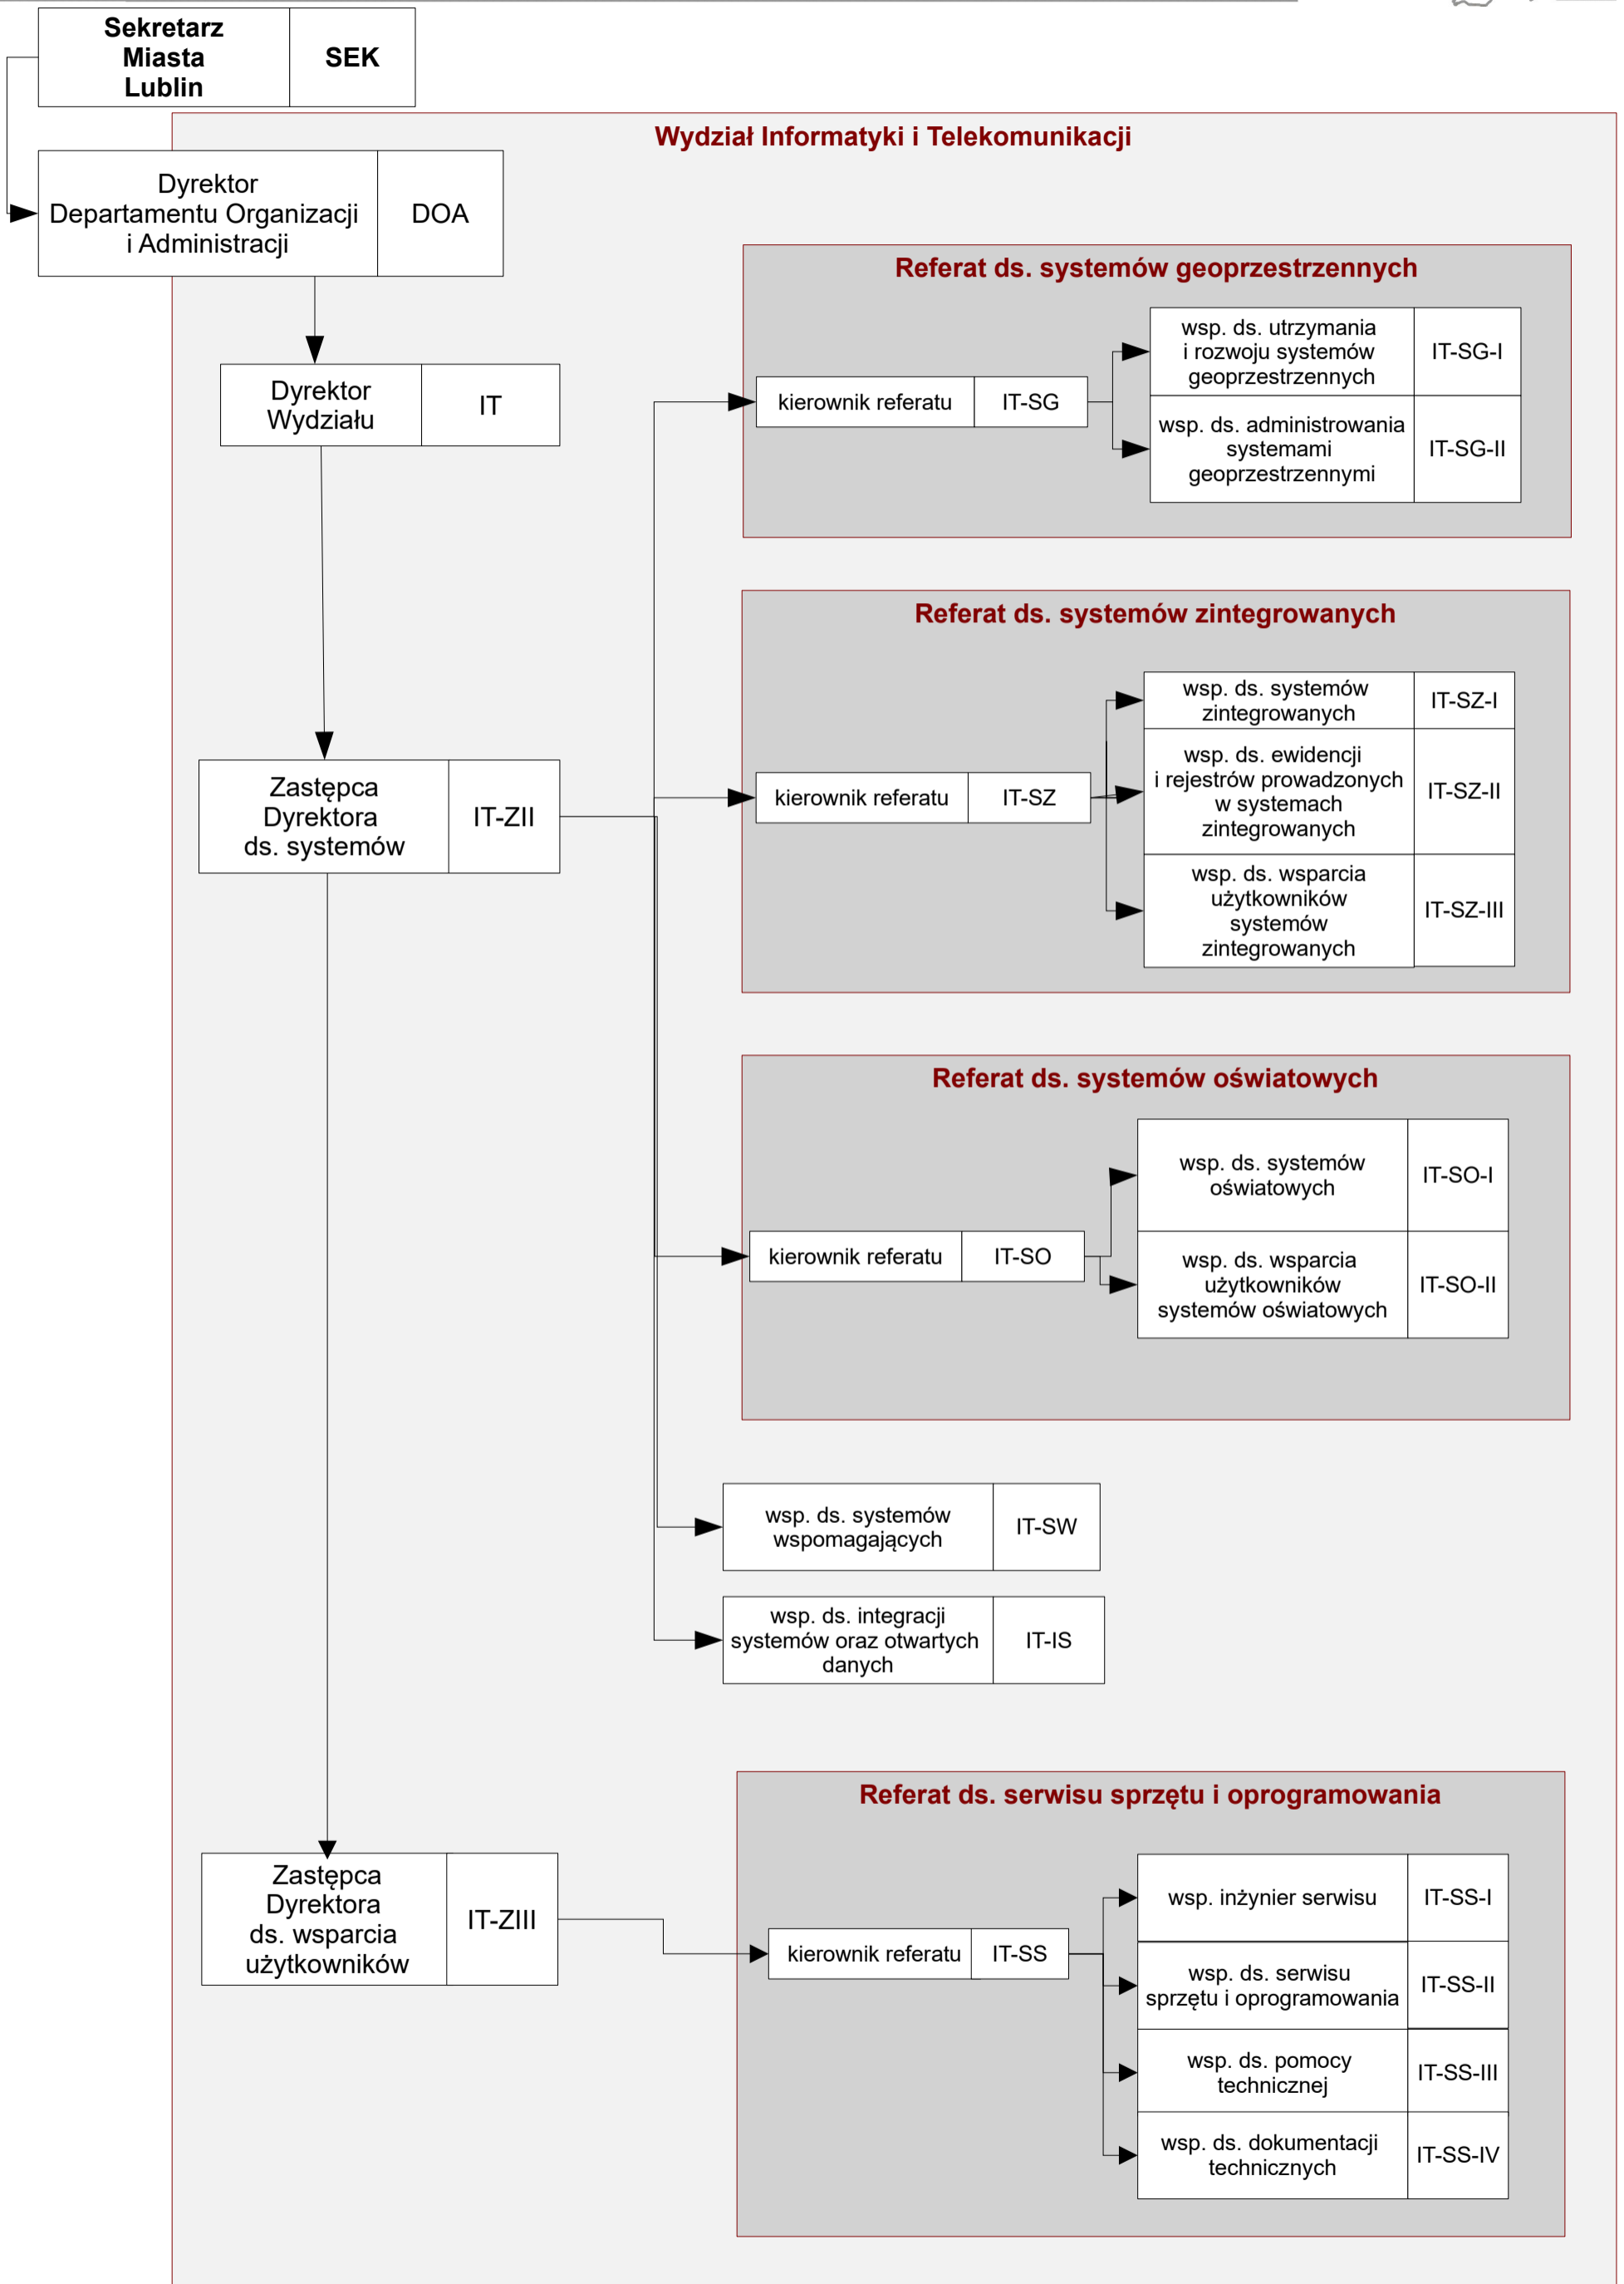 Sekretarz
Miasta
Lublin
SEK
Wydział Informatyki i Telekomunikacji
Dyrektor
Departamentu Organizacji
i Administracji
DOA
Dyrektor
Wydziału
IT
Referat ds. systemów geoprzestrzennych
kierownik referatu
IT-SG
wsp. ds. utrzymania
i rozwoju systemów
geoprzestrzennych
IT-SG-I
wsp. ds. administrowania
systemami
geoprzestrzennymi
IT-SG-II
Zastępca
Dyrektora
ds. systemów
IT-ZII
Referat ds. systemów zintegrowanych
kierownik referatu
IT-SZ
wsp. ds. systemów
zintegrowanych
IT-SZ-I
wsp. ds. ewidencji
i rejestrów prowadzonych
w systemach
zintegrowanych
IT-SZ-II
wsp. ds. wsparcia
użytkowników
systemów
zintegrowanych
IT-SZ-III
Referat ds. systemów oświatowych
kierownik referatu
IT-SO
wsp. ds. systemów
oświatowych
IT-SO-I
wsp. ds. wsparcia
użytkowników
systemów oświatowych
IT-SO-II
wsp. ds. systemów
wspomagających
IT-SW
wsp. ds. integracji
systemów oraz otwartych
danych
IT-IS
Zastępca
Dyrektora
ds. wsparcia
użytkowników
IT-ZIII
Referat ds. serwisu sprzętu i oprogramowania
kierownik referatu
IT-SS
wsp. inżynier serwisu
IT-SS-I
wsp. ds. serwisu
sprzętu i oprogramowania
IT-SS-II
wsp. ds. pomocy
technicznej
IT-SS-III
wsp. ds. dokumentacji
technicznych
IT-SS-IV